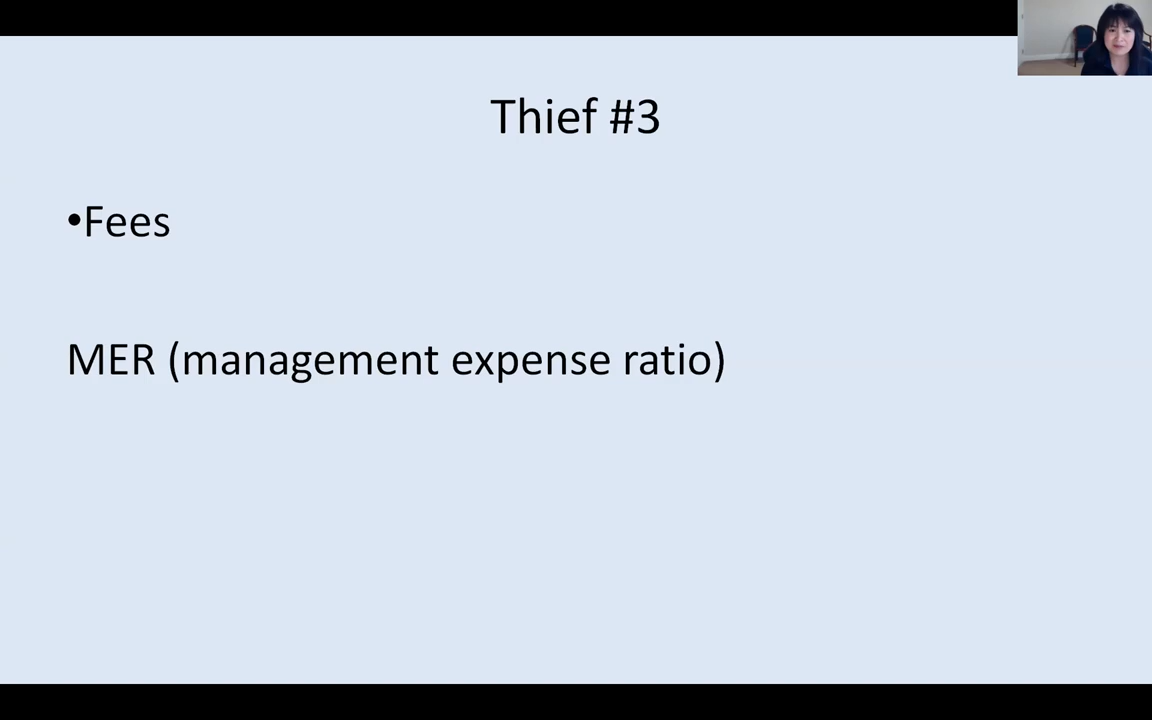 Thief #3
•Fees
MER (management expense ratio)